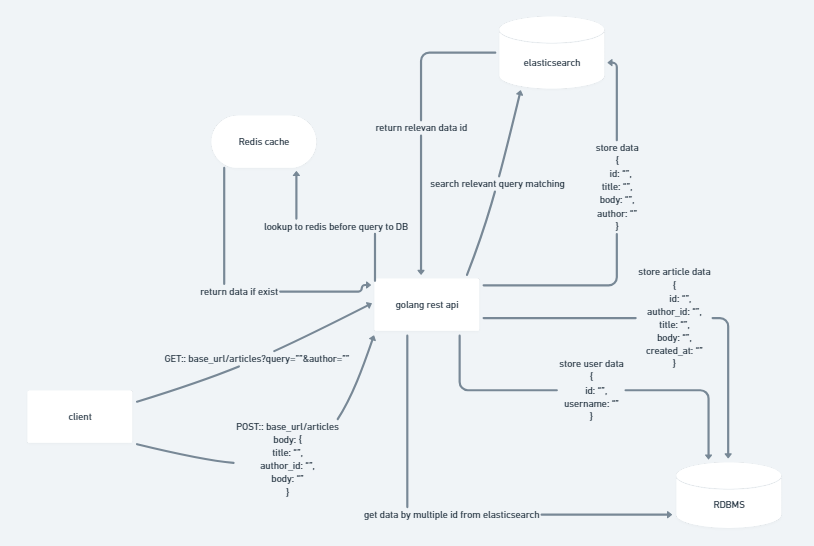 elasticsearch
return relevan data id
Redis cache
store data
{
id: "",
title: "",
body: "",
author: ""
}
search relevant query matching
lookup to redis before query to DB
return data if exist
golang rest api
store article data
{
id: "",
author_id: "",
title: "",
body: "",
created_at: ""
}
GET:: base_url/articles?query=""&author=""
store user data
{
id: "",
username: ""
}
client
POST:: base_url/articles
body: {
title: "",
author_id: "",
body: ""
}
RDBMS
get data by multiple id from elasticsearch